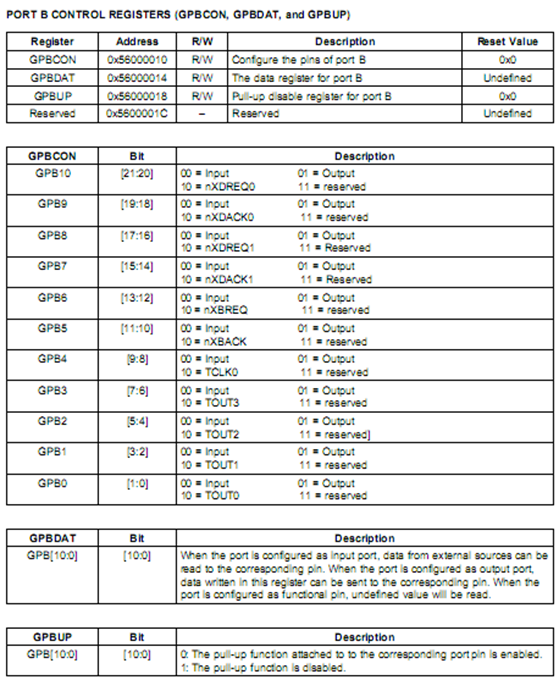 PORT B CONTROL REGISTERS (GPBCON, GPBDAT, and GPBUP)
Register Address R/W Description Reset Value
GPBCON 0x56000010 R/W Configure the pins of port B 0x0
GPBDAT 0x56000014 R/W The data register for port B Undefined
GPBUP 0x56000018 R/W Pull-up disable register for port B 0x0
Reserved 0x5600001C – Reserved Undefined
GPBCON Bit Description
GPB10 [21:20] 00 = Input 01 = Output
10 = nXDREQ0 11 = reserved
GPB9 [19:18] 00 = Input 01 = Output
10 = nXDACK0 11 = reserved
GPB8 [17:16] 00 = Input 01 = Output
10 = nXDREQ1 11 = Reserved
GPB7 [15:14] 00 = Input 01 = Output
10 = nXDACK1 11 = Reserved
GPB6 [13:12] 00 = Input 01 = Output
10 = nXBREQ 11 = reserved
GPB5 [11:10] 00 = Input 01 = Output
10 = nXBACK 11 = reserved
GPB4 [9:8] 00 = Input 01 = Output
10 = TCLK0 11 = reserved
GPB3 [7:6] 00 = Input 01 = Output
10 = TOUT3 11 = reserved
GPB2 [5:4] 00 = Input 01 = Output
10 = TOUT2 11 = reserved]
GPB1 [3:2] 00 = Input 01 = Output
10 = TOUT1 11 = reserved
GPB0 [1:0] 00 = Input 01 = Output
10 = TOUT0 11 = reserved
GPBDAT Bit Description
GPB[10:0] [10:0] When the port is configured as input port, data from external sources can be
read to the corresponding pin. When the port is configured as output port,
data written in this register can be sent to the corresponding pin. When the
port is configured as functional pin, undefined value will be read.
GPBUP Bit Description
GPB[10:0] [10:0] 0: The pull-up function attached to to the corresponding port pin is enabled.
1: The pull-up function is disabled.